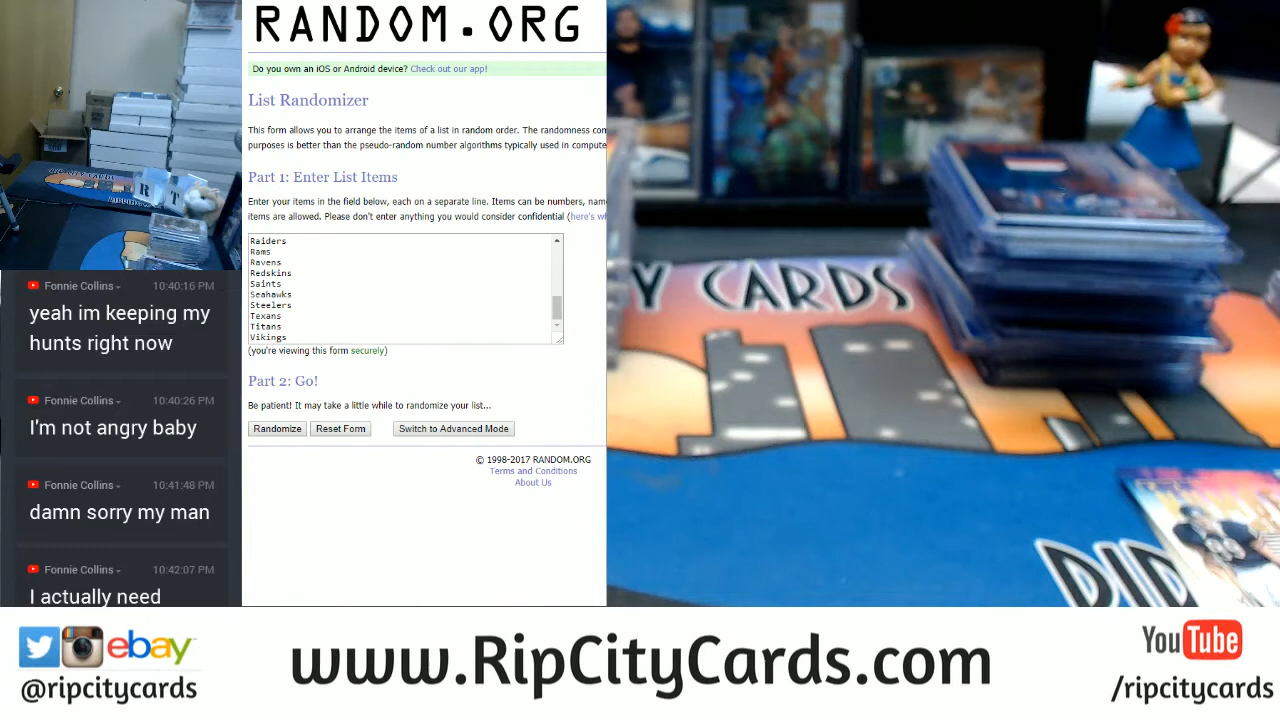 RANDOM.ORG
Do you own an iOS or Android device? Check out our app!
List Randomizer
This form allows you to arrange the items of a list in random order. The randomness com
purposes is better than the pseudo-random number algorithms typically used in compute
Part 1: Enter List Items
Enter your items in the field below, each on a separate line. Items can be numbers, nam
items are allowed. Please don't enter anything you would consider confidential (here's wh
Raiders
Rams
Ravens
Redskins
Saints
Seahawks
Steelers
Texans
Titans
Vikings
(you're viewing this form securely)
Part 2: Go!
Be patient! It may take a little while to randomize your list...
Randomize Reset Form Switch to Advanced Mode
© 1998-2017 RANDOM.ORG
Terms and Conditions
About Us
Fonnie Collins 10:40:16 PM
yeah im keeping my
hunts right now
Fonnie Collins 10:40:26 PM
I'm not angry baby
Fonnie Collins 10:41:48 PM
damn sorry my man
Fonnie Collins 10:42:07 PM
I actually need
R T
Y CARDS
RIP
ebay
@ripcitycards
www.RipCityCards.com
YouTube
/ripcitycards